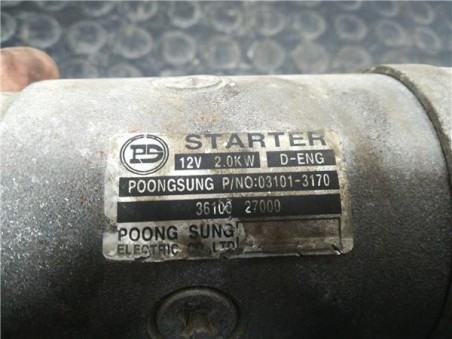 PS STARTER
12V 2.0KW D-ENG
POONGSUNG P/NO:03101-3170
36100 27000
POONG SUNG
ELECTRIC CO.,LTD